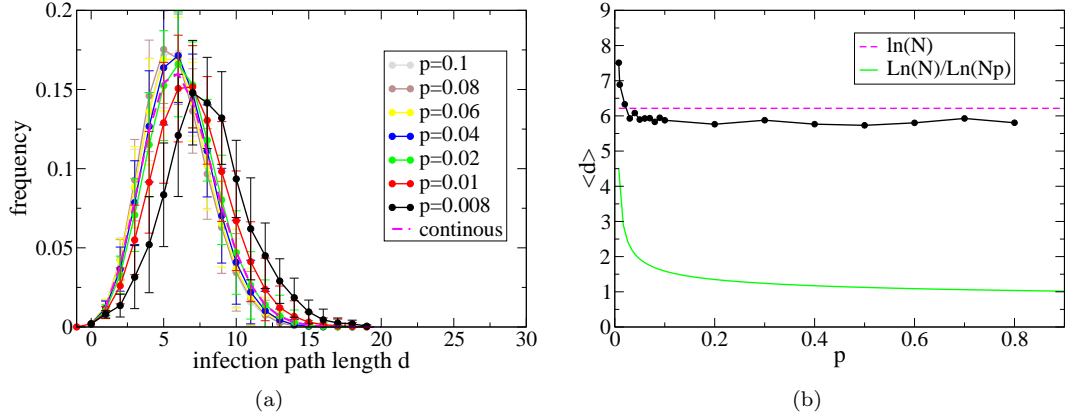 0.2
0.15
0.1
0.05
0
frequency
0 5 10 15 20 25 30
infection path length d
p=0.1
p=0.08
p=0.06
p=0.04
p=0.02
p=0.01
p=0.008
continous
(a)
9
8
7
6
5
4
3
2
1
0
<d>
0 0.2 0.4 0.6 0.8
p
ln(N)
Ln(N)/Ln(Np)
(b)